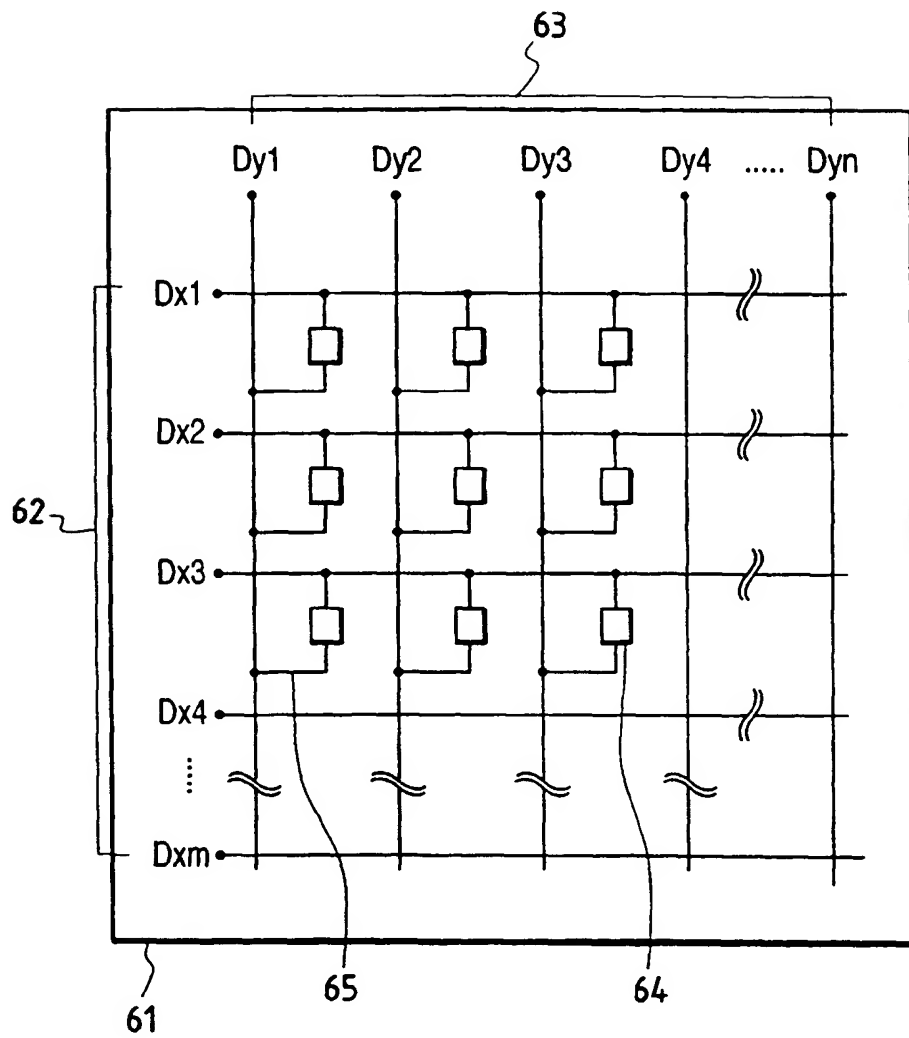 63
Dy1 Dy2 Dy3 Dy4 ..... Dyn
Dx1
Dx2
62
Dx3
Dx4
.....
Dxm
65 64
61